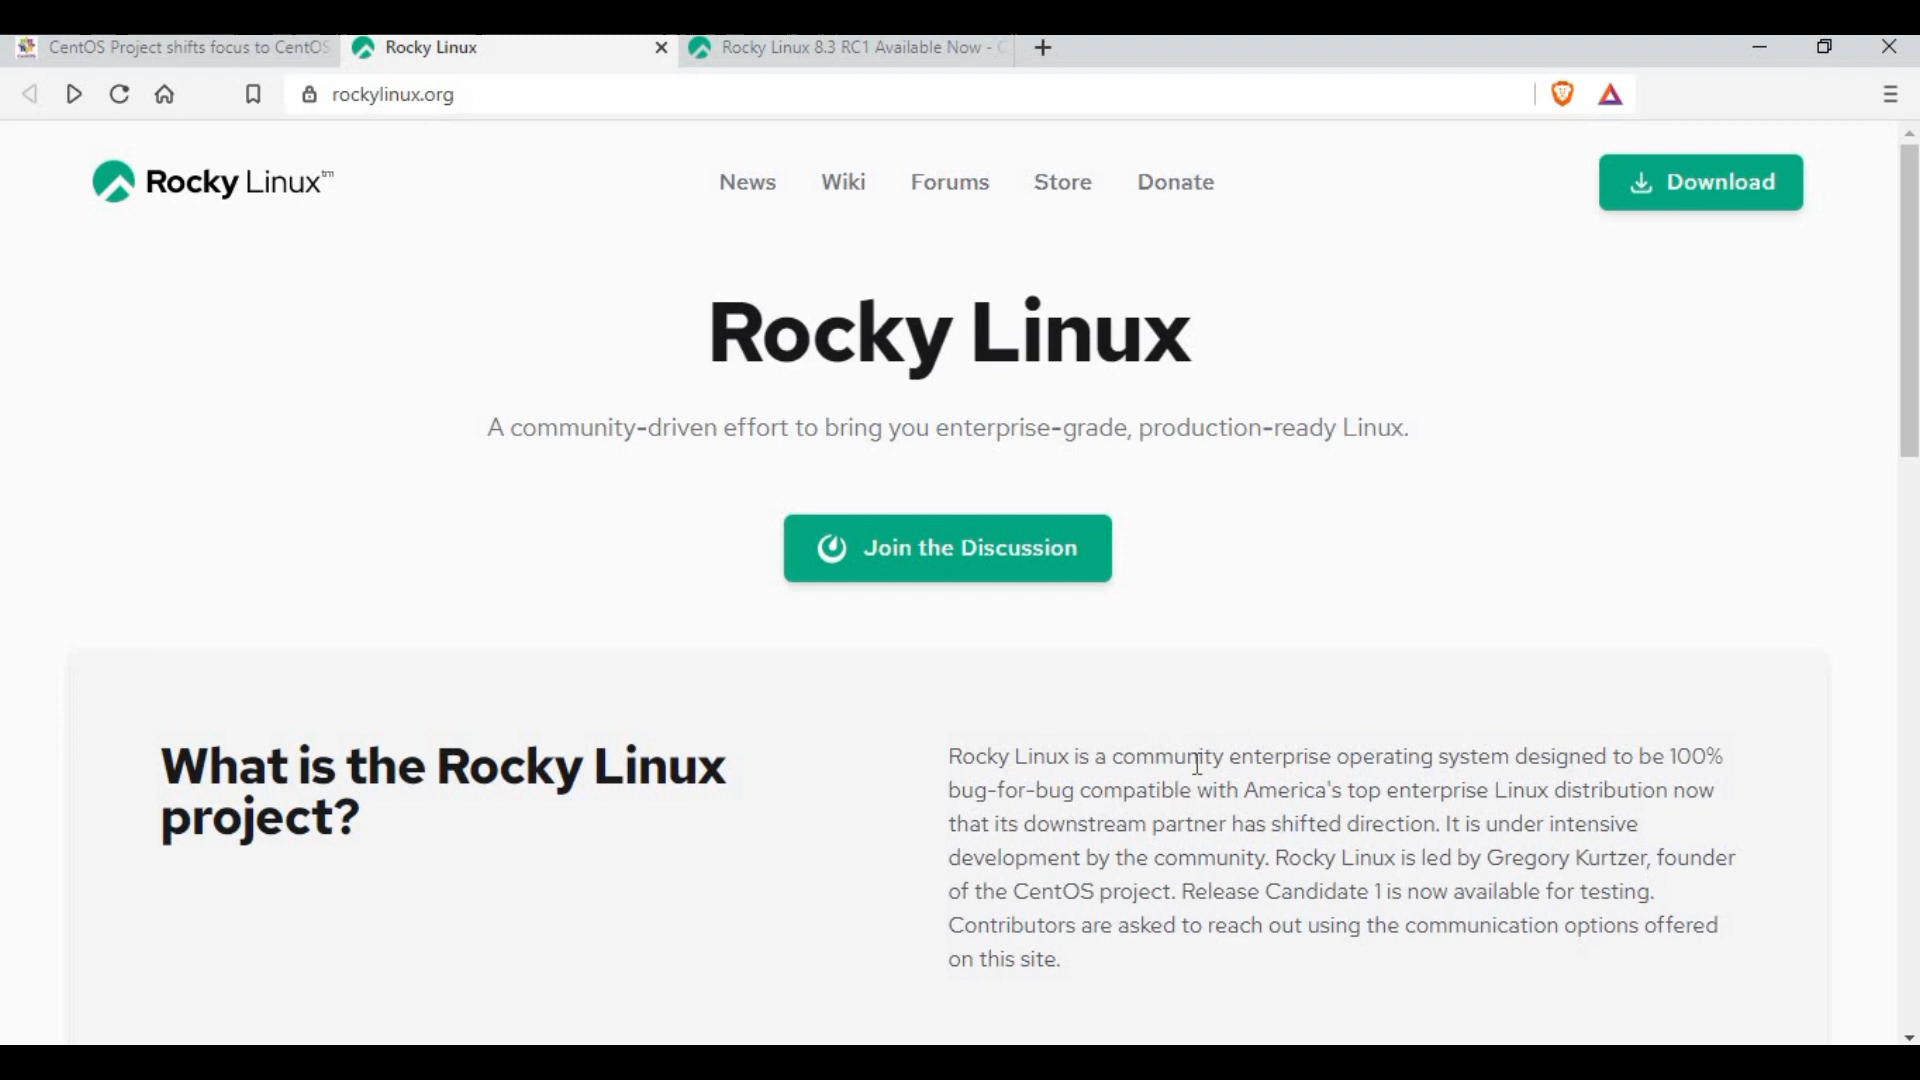 CentOS Project shifts focus to CentOS
Rocky Linux
Rocky Linux 8.3 RC1 Available Now -
rockylinux.org
Rocky Linux™
News
Wiki
Forums
Store
Donate
Download
Rocky Linux
A community-driven effort to bring you enterprise-grade, production-ready Linux.
Join the Discussion
What is the Rocky Linux
project?
Rocky Linux is a community enterprise operating system designed to be 100%
bug-for-bug compatible with America's top enterprise Linux distribution now
that its downstream partner has shifted direction. It is under intensive
development by the community. Rocky Linux is led by Gregory Kurtzer, founder
of the CentOS project. Release Candidate 1 is now available for testing.
Contributors are asked to reach out using the communication options offered
on this site.